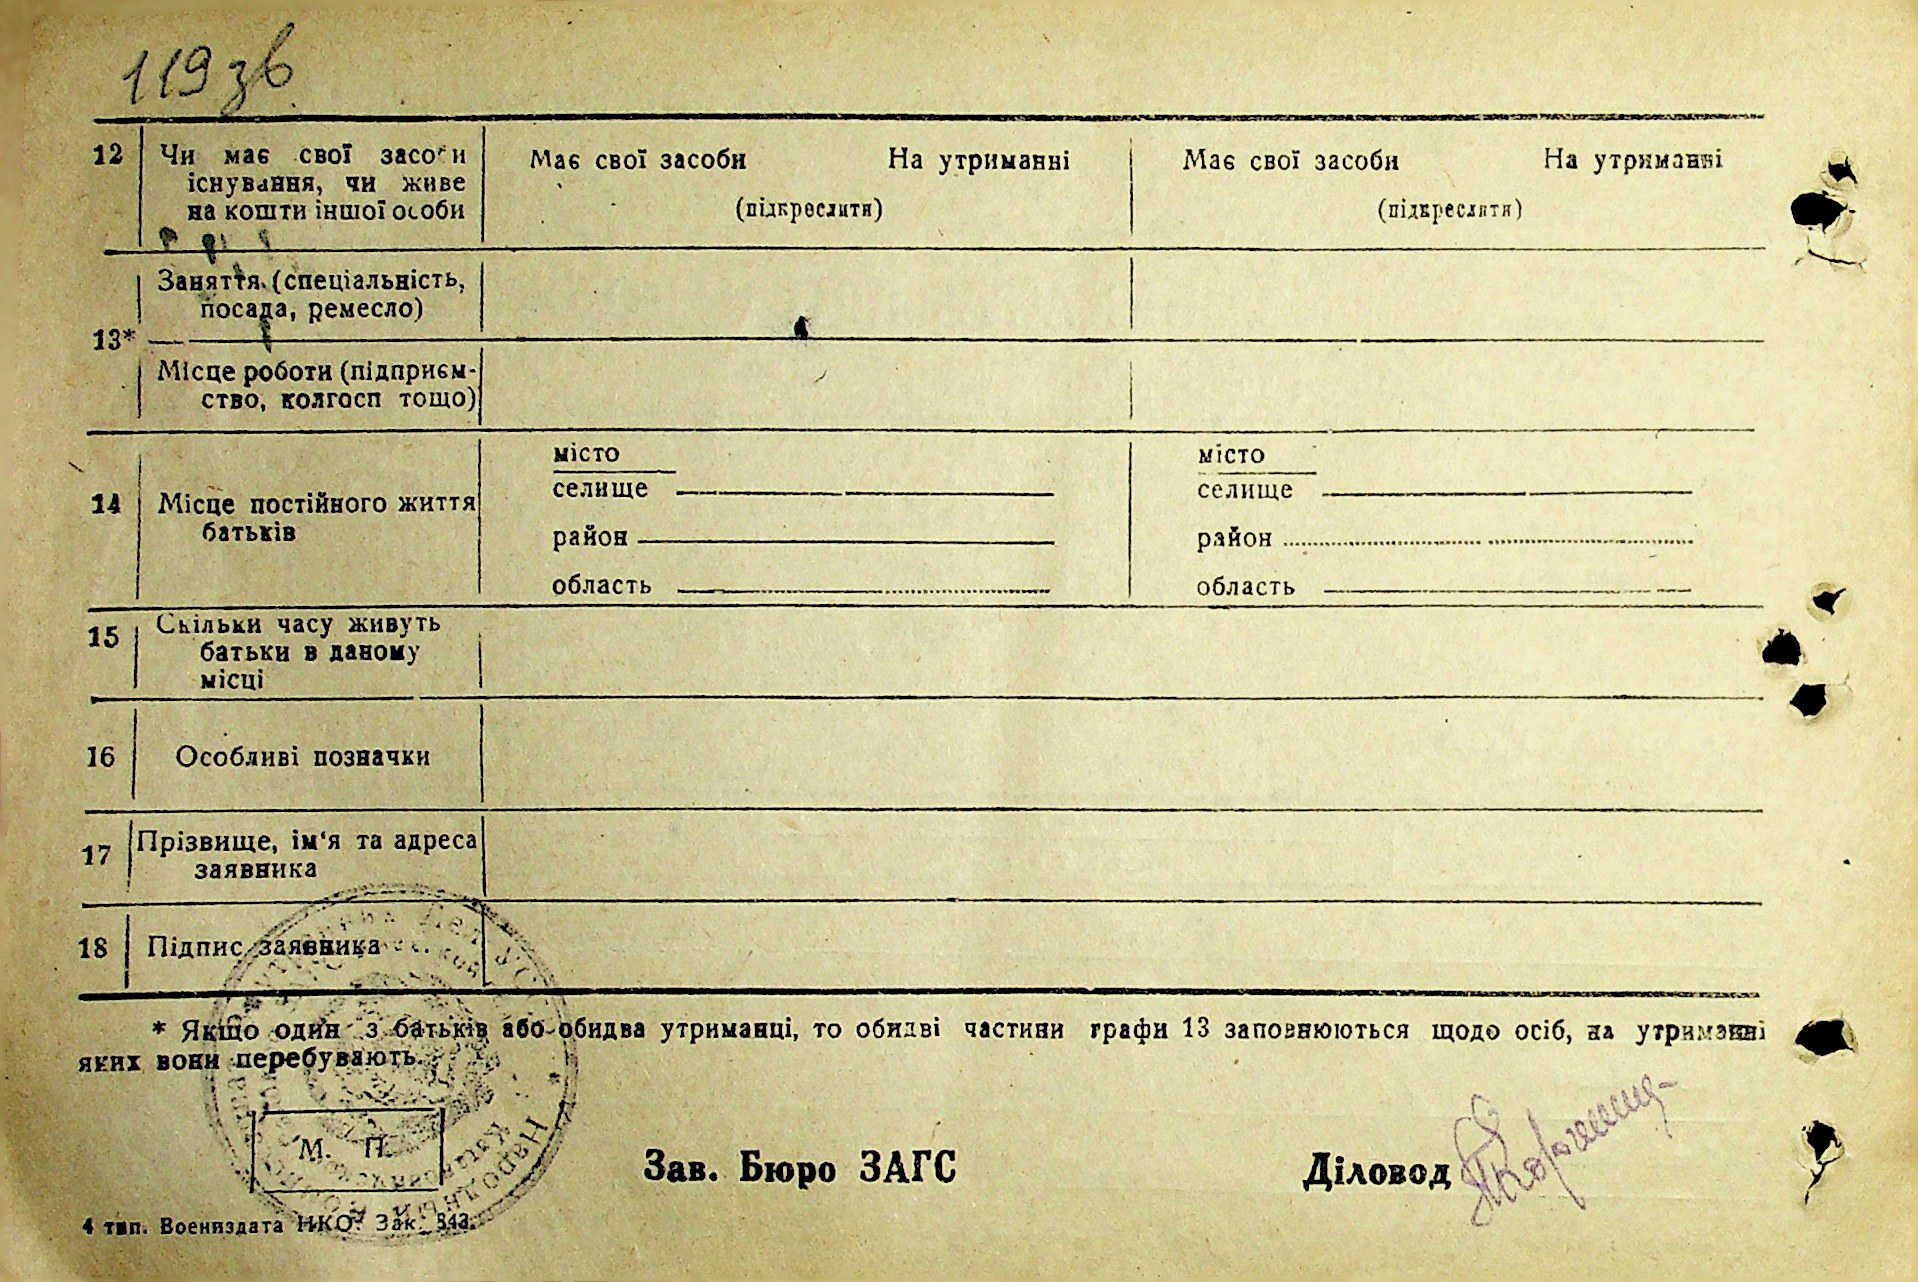 119 зв
12 Чи має свої засоби існування, чи живе на кошти іншої особи
Має свої засоби На утриманні
(підкреслити)
Має свої засоби На утриманні
(підкреслити)
13*
Заняття (спеціальність,
посада, ремесло)
Місце роботи (підприєм-
ство, колгосп тощо)
14 Місце постійного життя
батьків
місто
селище
район
область
місто
селище
район
область
15 Скільки часу живуть
батьки в даному
місці
16 Особливі позначки
17 Прізвище, ім'я та адреса
заявника
18 Підпис заявника
* Якщо один з батьків або обидва утриманці, то обидві частини графи 13 заповнюються щодо осіб, на утриманні
яких вони перебувають.
М. П.
Зав. Бюро ЗАГС
Діловод
4 тип. Воениздата НКО. Зак. 843.